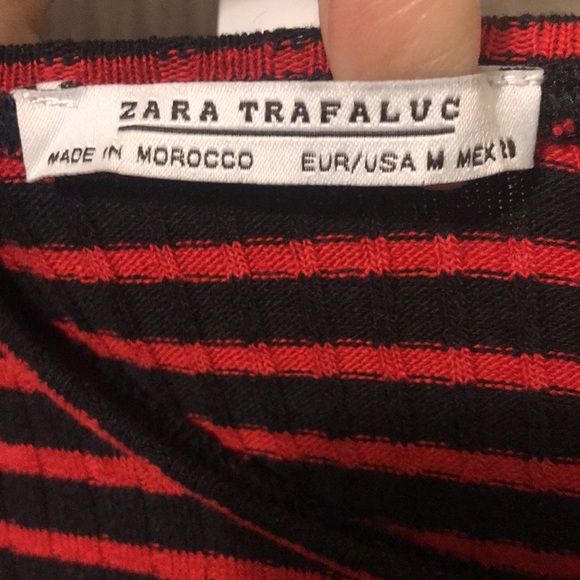 ZARA TRAFALUC
MADE IN MOROCCO EUR/USA M MEX